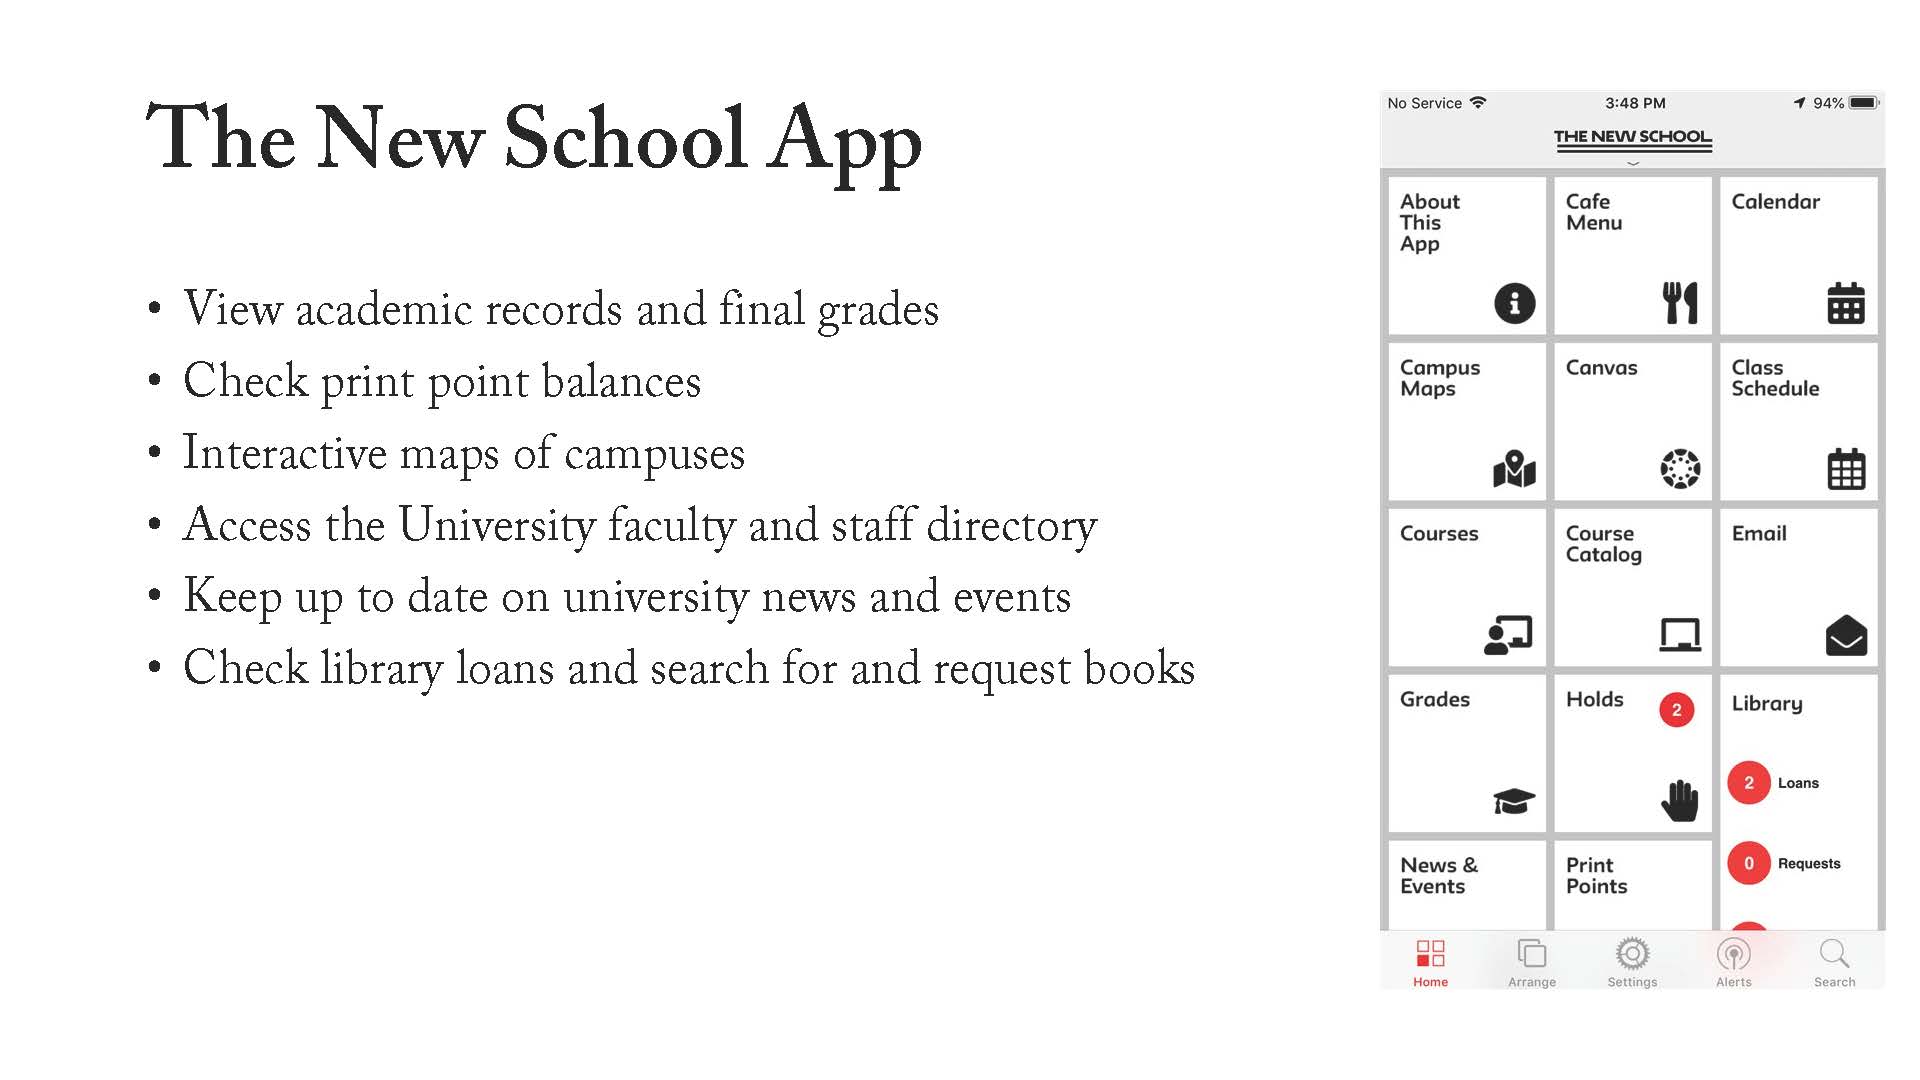 The New School App
• View academic records and final grades
• Check print point balances
• Interactive maps of campuses
• Access the University faculty and staff directory
• Keep up to date on university news and events
• Check library loans and search for and request books
No Service 3:48 PM 94%
THE NEW SCHOOL
About
This
App
Cafe
Menu
Calendar
Campus
Maps
Canvas
Class
Schedule
Courses
Course
Catalog
Email
Grades
Holds 2
Library
2 Loans
0 Requests
News &
Events
Print
Points
Home Arrange Settings Alerts Search